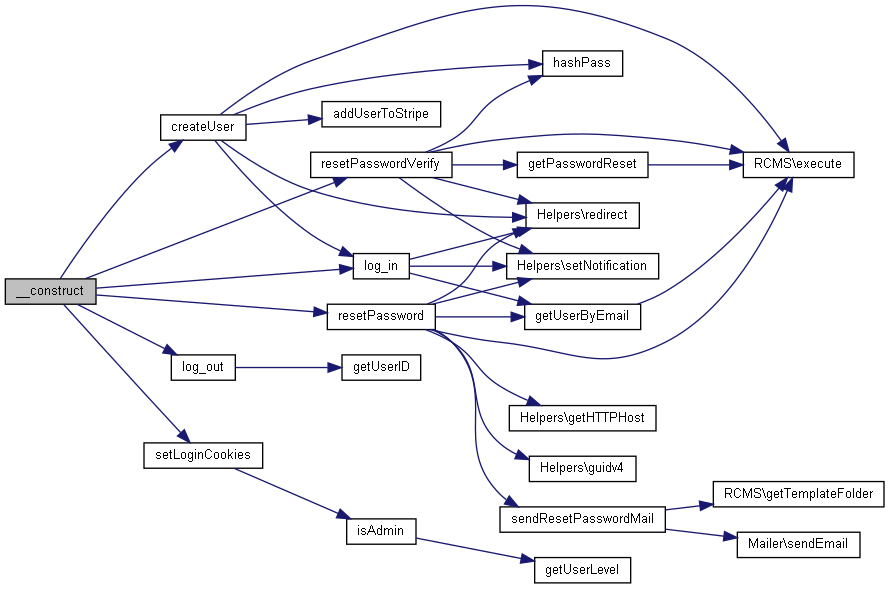 hashPass
addUserToStripe
createUser
resetPasswordVerify
getPasswordReset
RCMS\execute
Helpers\redirect
log_in
Helpers\setNotification
__construct
resetPassword
getUserByEmail
log_out
getUserID
Helpers\getHTTPHost
setLoginCookies
Helpers\guidv4
RCMS\getTemplateFolder
sendResetPasswordMail
isAdmin
Mailer\sendEmail
getUserLevel